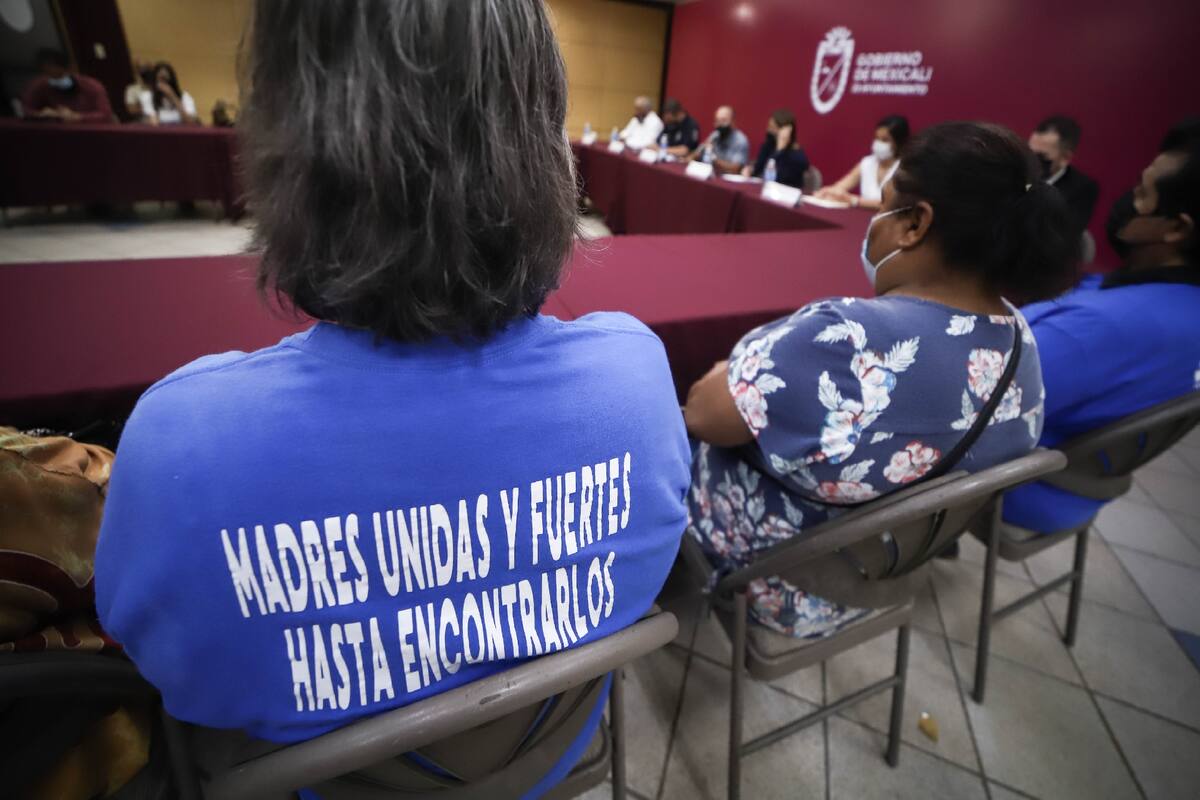 GOBIERNO
DE MEXICALI
MADRES UNIDAS Y FUERTES
HASTA ENCONTRARLOS